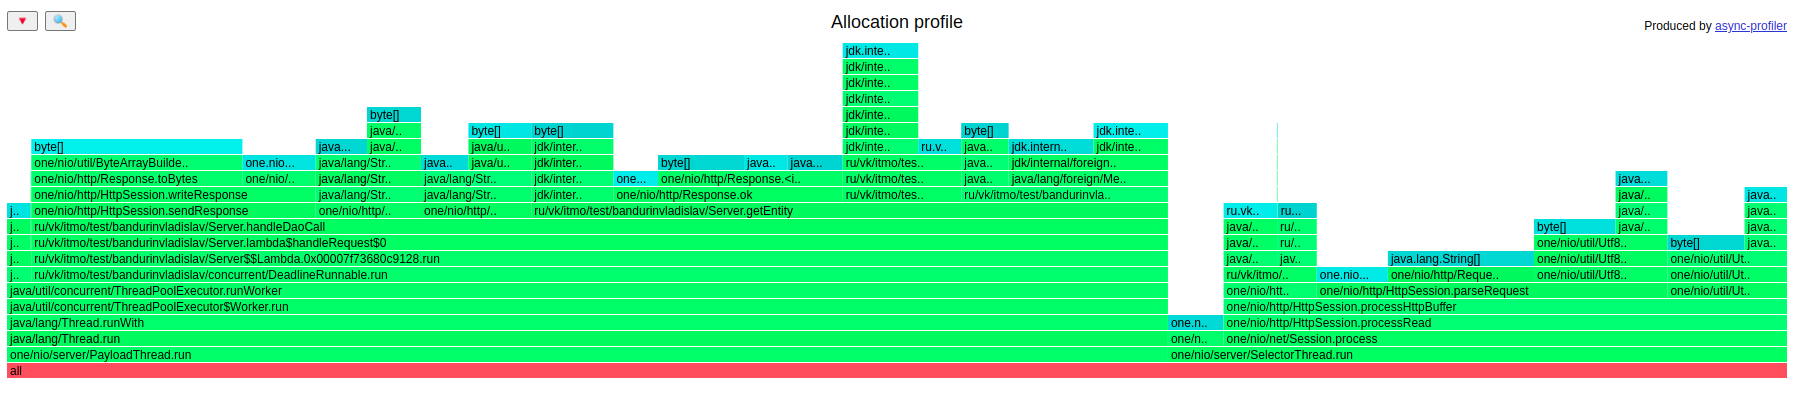 Allocation profile
Produced by async-profiler
jdk.inte..
jdk/inte..
jdk/inte..
jdk/inte..
byte[] jdk/inte..
java/.. byte[] byte[] jdk/inte.. byte[] jdk.inte..
byte[] java... java/.. java/u.. jdk/inter.. jdk/inte.. ru.v.. java.. jdk.intern.. jdk/inte..
one/nio/util/ByteArrayBuilde.. one.nio... java/lang/Str.. java.. java/u.. jdk/inter.. byte[] java.. java... ru/vk/itmo/tes.. java.. jdk/internal/foreign..
one/nio/http/Response.toBytes one/nio/.. java/lang/Str.. java/lang/Str.. jdk/inter.. one... one/nio/http/Response.<i.. ru/vk/itmo/tes.. java.. java/lang/foreign/Me.. java...
one/nio/http/HttpSession.writeResponse java/lang/Str.. java/lang/Str.. jdk/inter.. one/nio/http/Response.ok ru/vk/itmo/tes.. ru/vk/itmo/test/bandurinvla.. java/.. java..
j.. one/nio/http/HttpSession.sendResponse one/nio/http/.. one/nio/http/.. ru/vk/itmo/test/bandurinvladislav/Server.getEntity ru.vk.. ru... java/.. java..
j.. ru/vk/itmo/test/bandurinvladislav/Server.handleDaoCall java/.. ru/.. byte[] java/.. java..
j.. ru/vk/itmo/test/bandurinvladislav/Server.lambda$handleRequest$0 java/.. ru/.. one/nio/util/Utf8.. byte[] java..
j.. ru/vk/itmo/test/bandurinvladislav/Server$$Lambda.0x00007f73680c9128.run java/.. jav.. java.lang.String[] one/nio/util/Utf8.. one/nio/util/Ut..
j.. ru/vk/itmo/test/bandurinvladislav/concurrent/DeadlineRunnable.run ru/vk/itmo/.. one.nio... one/nio/http/Reque.. one/nio/util/Utf8.. one/nio/util/Ut..
java/util/concurrent/ThreadPoolExecutor.runWorker one/nio/htt.. one/nio/http/HttpSession.parseRequest one/nio/util/Ut..
java/util/concurrent/ThreadPoolExecutor$Worker.run one/nio/http/HttpSession.processHttpBuffer
java/lang/Thread.runWith one.n.. one/nio/http/HttpSession.processRead
java/lang/Thread.run one/n.. one/nio/net/Session.process
one/nio/server/PayloadThread.run one/nio/server/SelectorThread.run
all